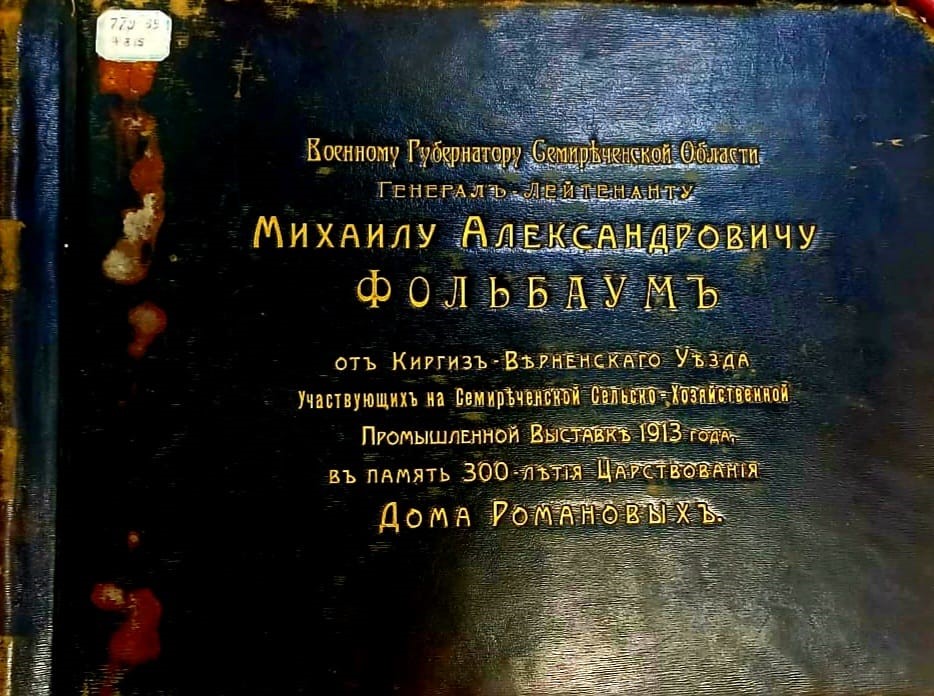 Военному Губернатору Семирѣченской Области
Генералъ-Лейтенанту
Михаилу Александровичу
Фольбаумъ
отъ Киргизъ-Вѣрненскаго Уѣзда
Участвующихъ на Семирѣченской Сельско-Хозяйственной
Промышленной Выставкѣ 1913 года,
въ память 300-лѣтія Царствованія
Дома Романовыхъ.